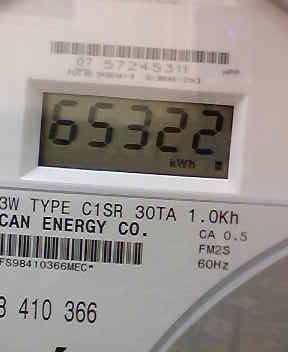 07 57245311
65322
kWh
3W TYPE C1SR 30TA 1.0Kh
CAN ENERGY CO.
CA 0.5
FM2S
60Hz
FS98410366MEC*
8 410 366